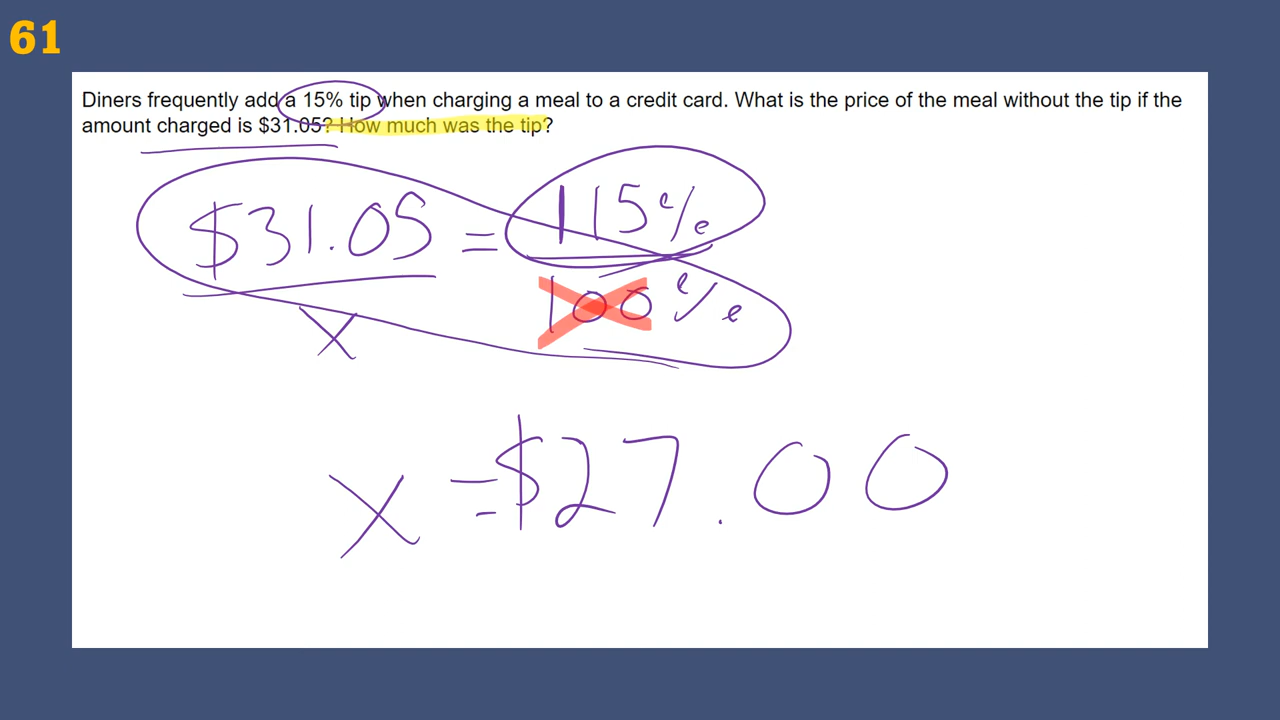 61
Diners frequently add a 15% tip when charging a meal to a credit card. What is the price of the meal without the tip if the
amount charged is $31.05? How much was the tip?
$31.05 = 115%
X 100%
X = $27.00